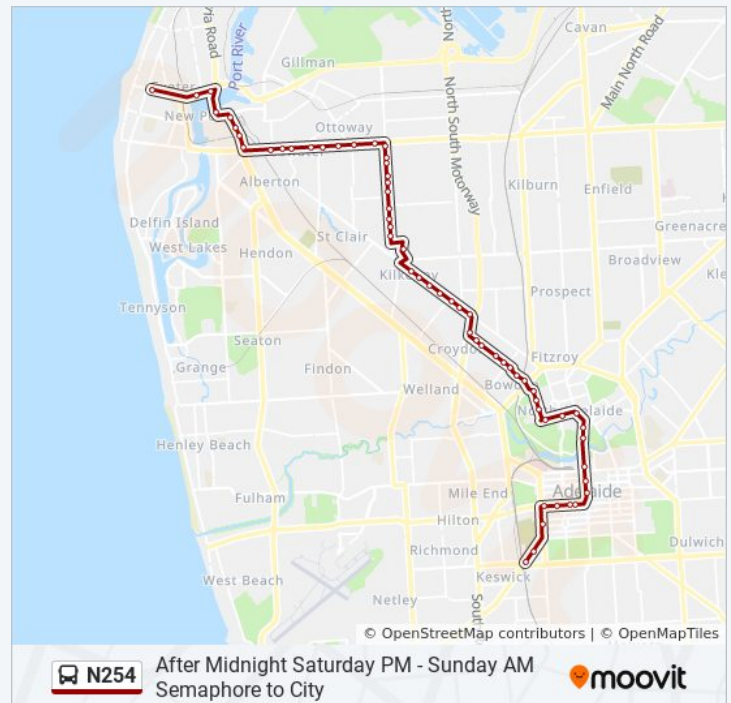 Cavan
rla Road
Port River
Gillman
North South Motorway
Main North Road
Ottoway
Alberton
Kilburn
Enfield
Delfin Island
West Lakes
St Clair
Greenacre
Hendon
Broadview
Tennyson
Prospect
Seaton
Grange
Findon
Croydo
Fitzroy
Welland
Bow
Henley Beach
Fulham
Mile End
Adelaide
Hilton
Richmond
Dulwich
West Beach
Keswick
Netley
© OpenStreetMap contributors | © OpenMapTiles
N254
After Midnight Saturday PM - Sunday AM
Semaphore to City
moovit